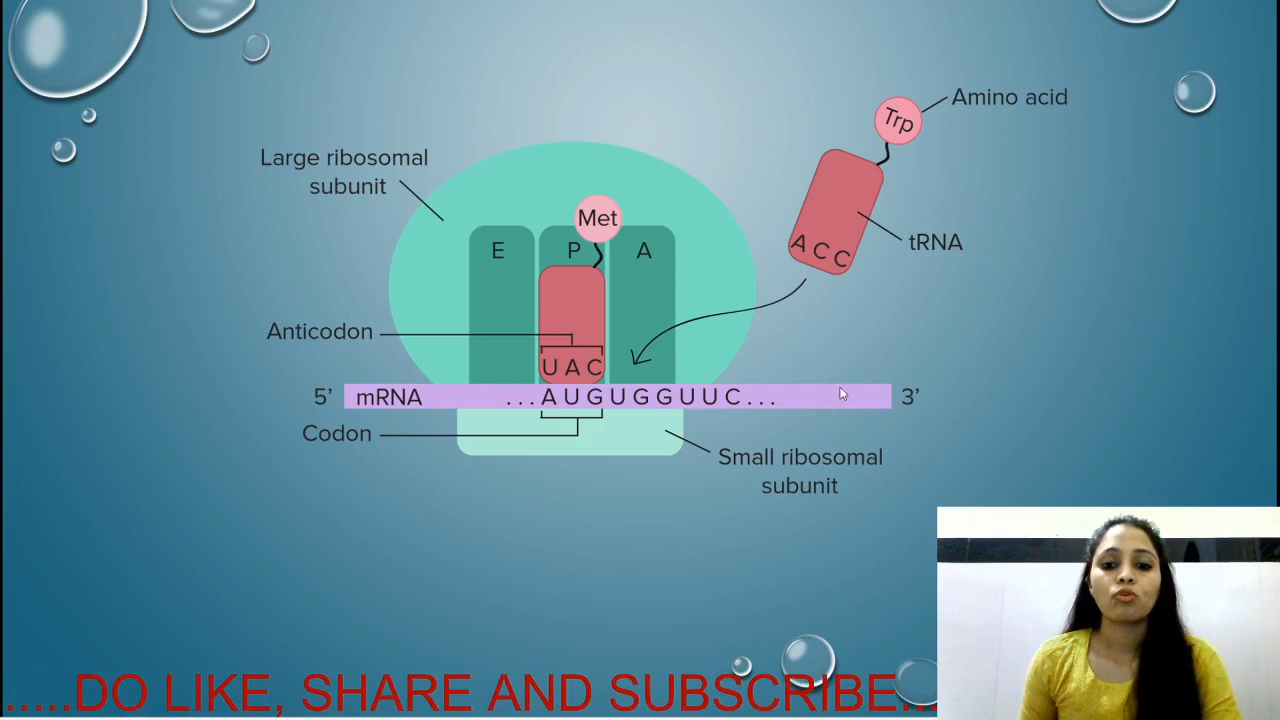 Amino acid
Trp
Large ribosomal
subunit
Met
E P A
tRNA
A C C
Anticodon
U A C
5’ mRNA ...A U G U G G U U C... 3’
Codon
Small ribosomal
subunit
.....DO LIKE, SHARE AND SUBSCRIBE...